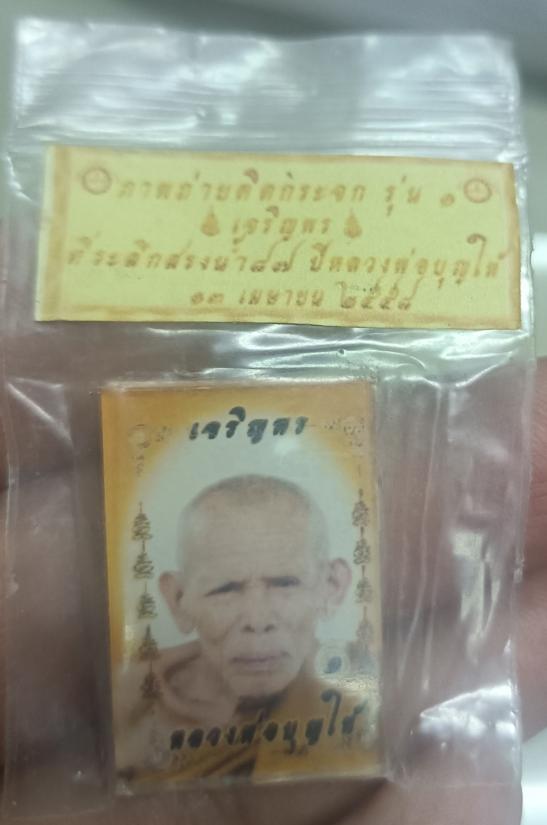 ภาพถ่ายติดกระจก รุ่น ๑
เจริญพร
ที่ระลึกสรงน้ำ๘๗ ปีหลวงพ่อบุญให้
๑๓ เมษายน ๒๕๕๘
เจริญพร
๑
หลวงพ่อบุญให้